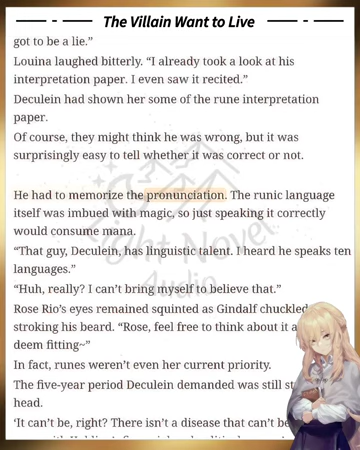 The Villain Want to Live
got to be a lie.”
Louina laughed bitterly. “I already took a look at his
interpretation paper. I even saw it recited.”
Deculein had shown her some of the rune interpretation
paper.
Of course, they might think he was wrong, but it was
surprisingly easy to tell whether it was correct or not.
He had to memorize the pronunciation. The runic language
itself was imbued with magic, so just speaking it correctly
would consume mana.
“That guy, Deculein, has linguistic talent. I heard he speaks ten
languages.”
“Huh, really? I can’t bring myself to believe that.”
Rose Rio’s eyes remained squinted as Gindalf chuckled,
stroking his beard. “Rose, feel free to think about it a
deem fitting~”
In fact, runes weren’t even her current priority.
The five-year period Deculein demanded was still st
head.
‘It can’t be, right? There isn’t a disease that can’t be
Light Novel
Audio